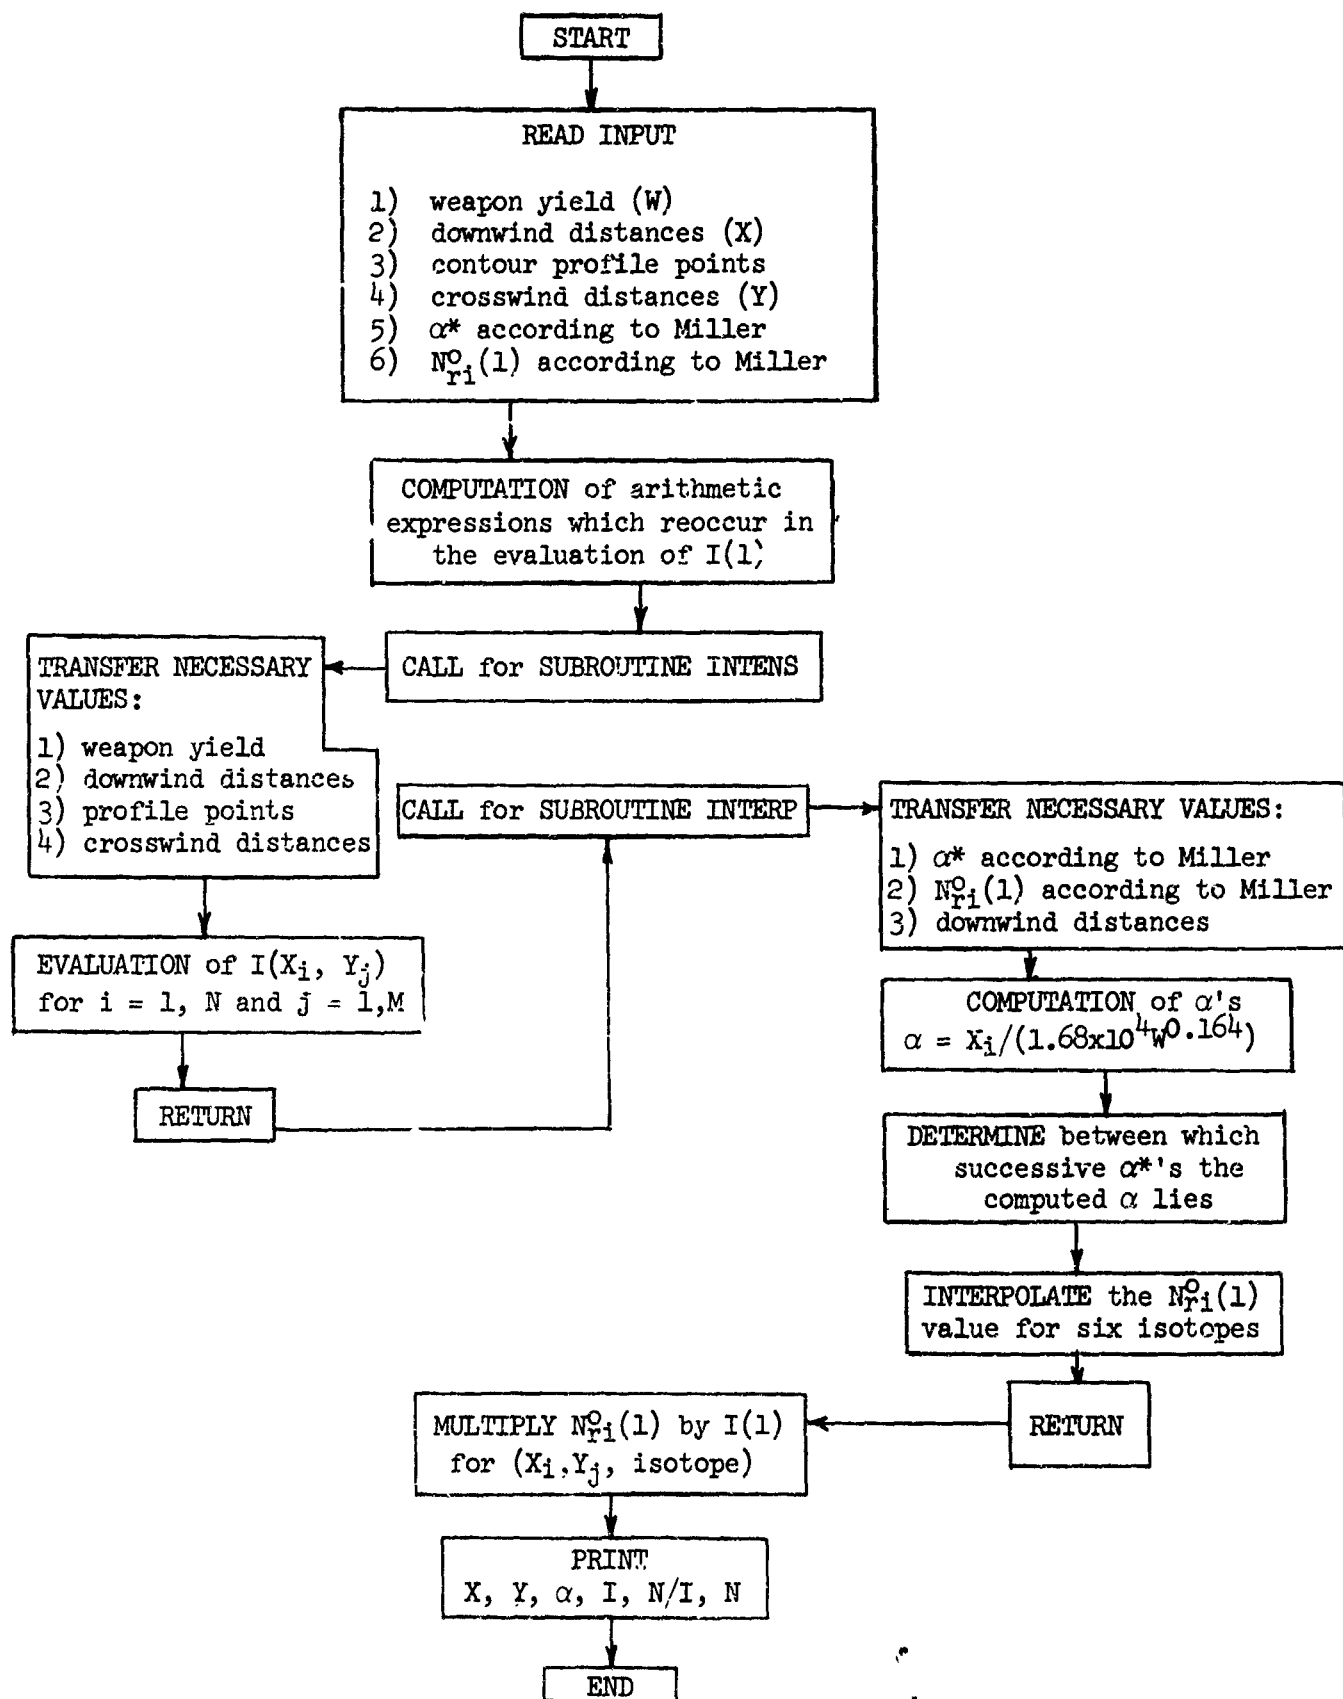 START
READ INPUT
1) weapon yield (W)
2) downwind distances (X)
3) contour profile points
4) crosswind distances (Y)
5) α* according to Miller
6) N°ri(1) according to Miller
COMPUTATION of arithmetic
expressions which reoccur in
the evaluation of I(1)
CALL for SUBROUTINE INTENS
TRANSFER NECESSARY
VALUES:
1) weapon yield
2) downwind distances
3) profile points
4) crosswind distances
EVALUATION of I(Xi, Yj)
for i = 1, N and j = 1,M
RETURN
CALL for SUBROUTINE INTERP
TRANSFER NECESSARY VALUES:
1) α* according to Miller
2) N°ri(1) according to Miller
3) downwind distances
COMPUTATION of α's
α = Xi/(1.68x10⁴W⁰·¹⁶⁴)
DETERMINE between which
successive α*'s the
computed α lies
INTERPOLATE the N°ri(1)
value for six isotopes
RETURN
MULTIPLY N°ri(1) by I(1)
for (Xi,Yj, isotope)
PRINT
X, Y, α, I, N/I, N
END